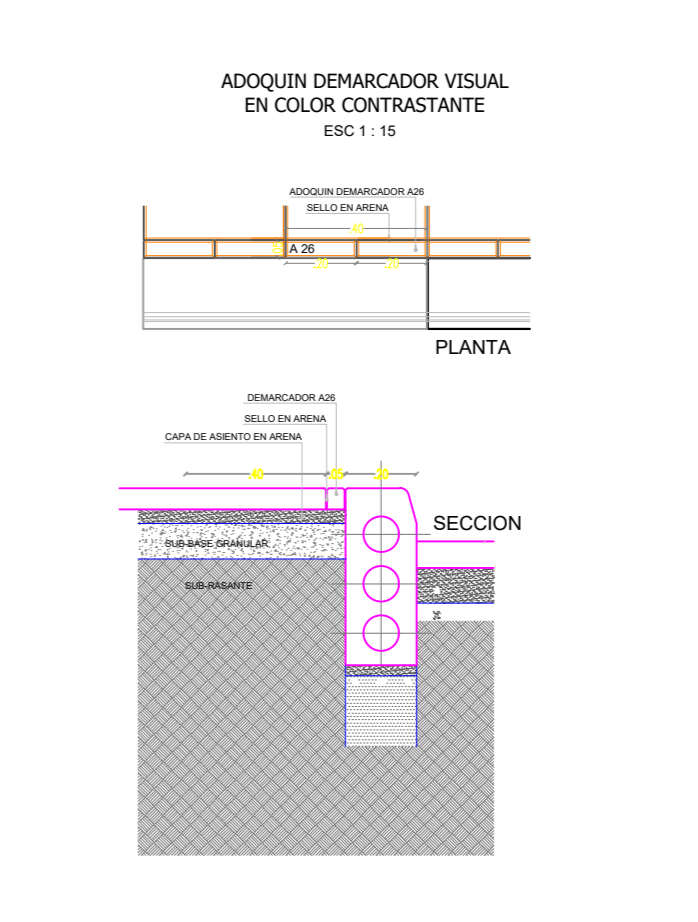 ADOQUIN DEMARCADOR VISUAL
EN COLOR CONTRASTANTE
ESC 1 : 15
ADOQUIN DEMARCADOR A26
SELLO EN ARENA
.40
.05
A 26
.20 .20
PLANTA
DEMARCADOR A26
SELLO EN ARENA
CAPA DE ASIENTO EN ARENA
.40 .05 .20
SECCION
SUB-BASE GRANULAR
SUB-RASANTE